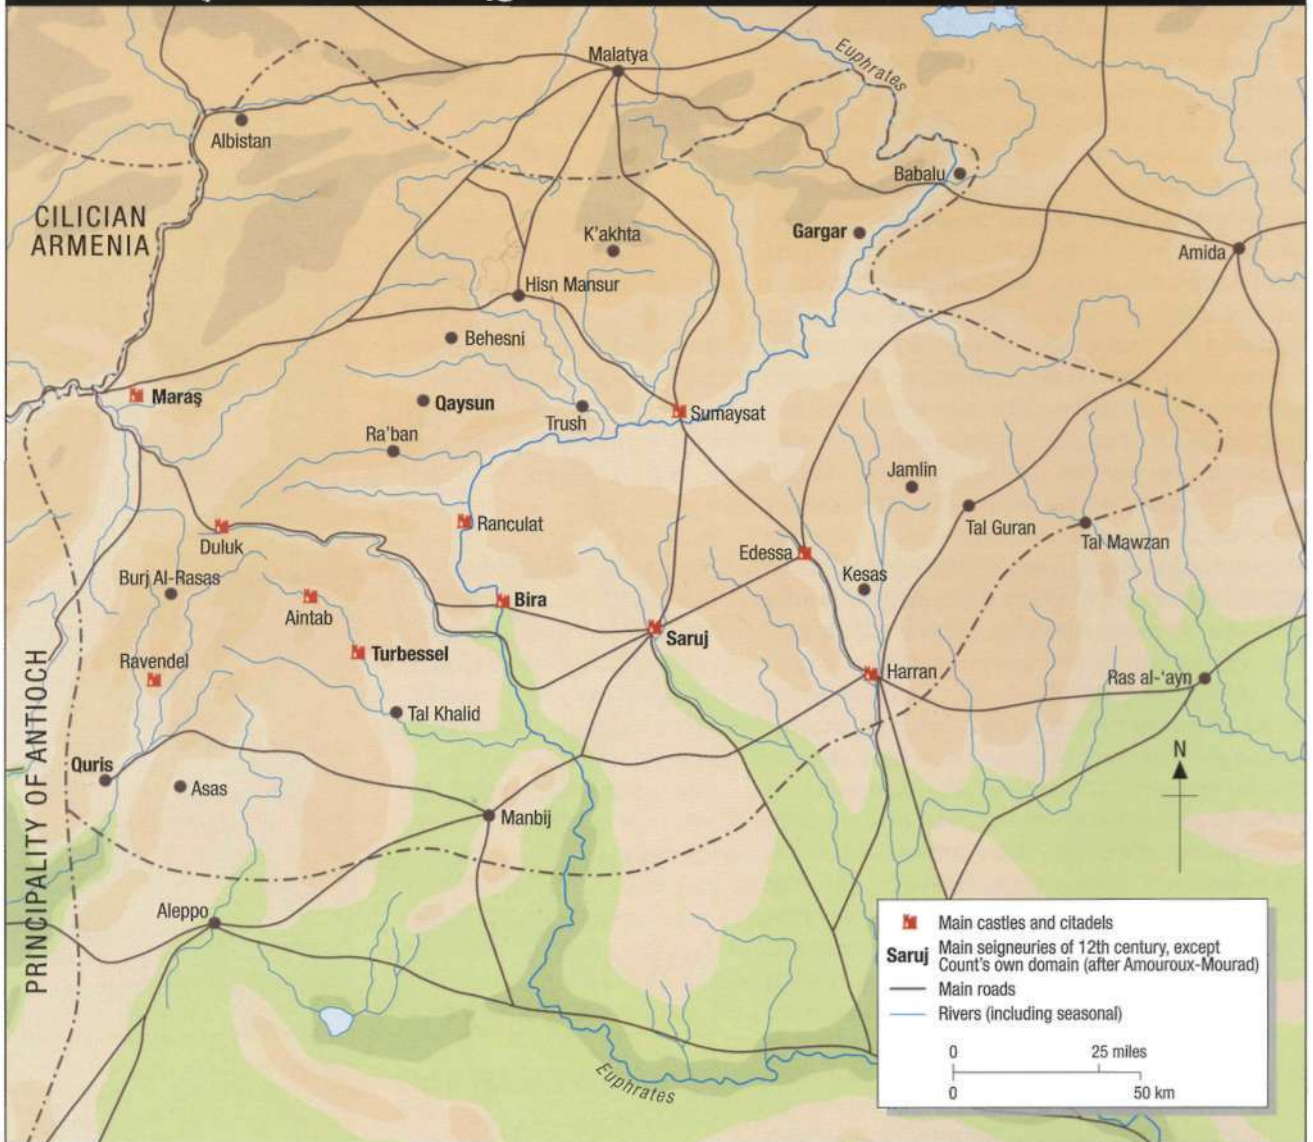 Malatya
Euphrates
Albistan
Babalu
CILICIAN
ARMENIA
K'akhta
Gargar
Amida
Hisn Mansur
Behesni
Maraş
Qaysun
Trush
Sumaysat
Ra'ban
Jamlin
Ranculat
Tal Guran
Duluk
Edessa
Tal Mawzan
Burj Al-Rasas
Kesas
Aintab
Bira
Saruj
Turbessel
Ravendel
Harran
Ras al-'ayn
Tal Khalid
PRINCIPALITY OF ANTIOCH
Quris
Asas
N
Manbij
Aleppo
Main castles and citadels
Saruj Main seigneuries of 12th century, except
Count's own domain (after Amouroux-Mourad)
Main roads
Rivers (including seasonal)
0 25 miles
0 50 km
Euphrates